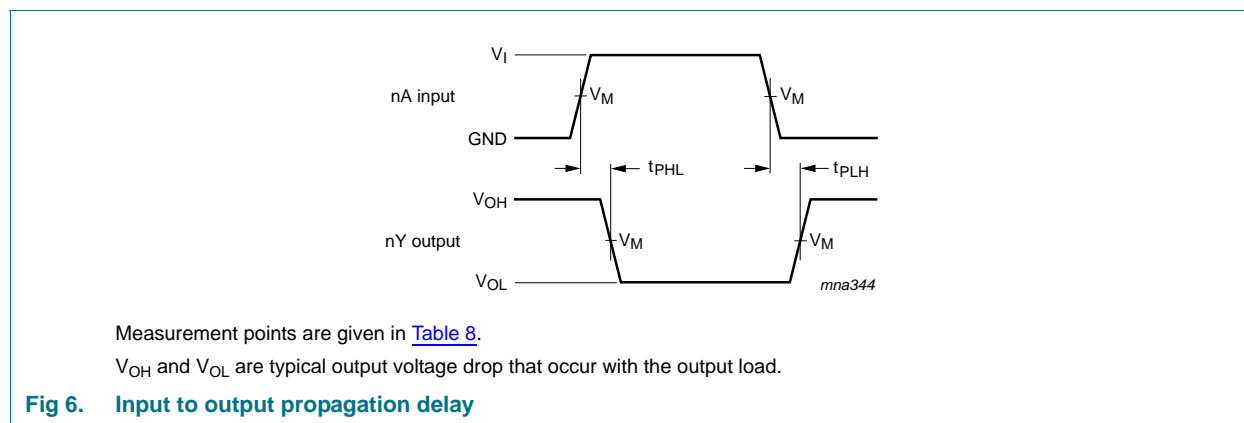 V_I
nA input
V_M
V_M
GND
t_PHL
t_PLH
V_OH
nY output
V_M
V_M
V_OL
mna344
Measurement points are given in Table 8.
V_OH and V_OL are typical output voltage drop that occur with the output load.
Fig 6. Input to output propagation delay